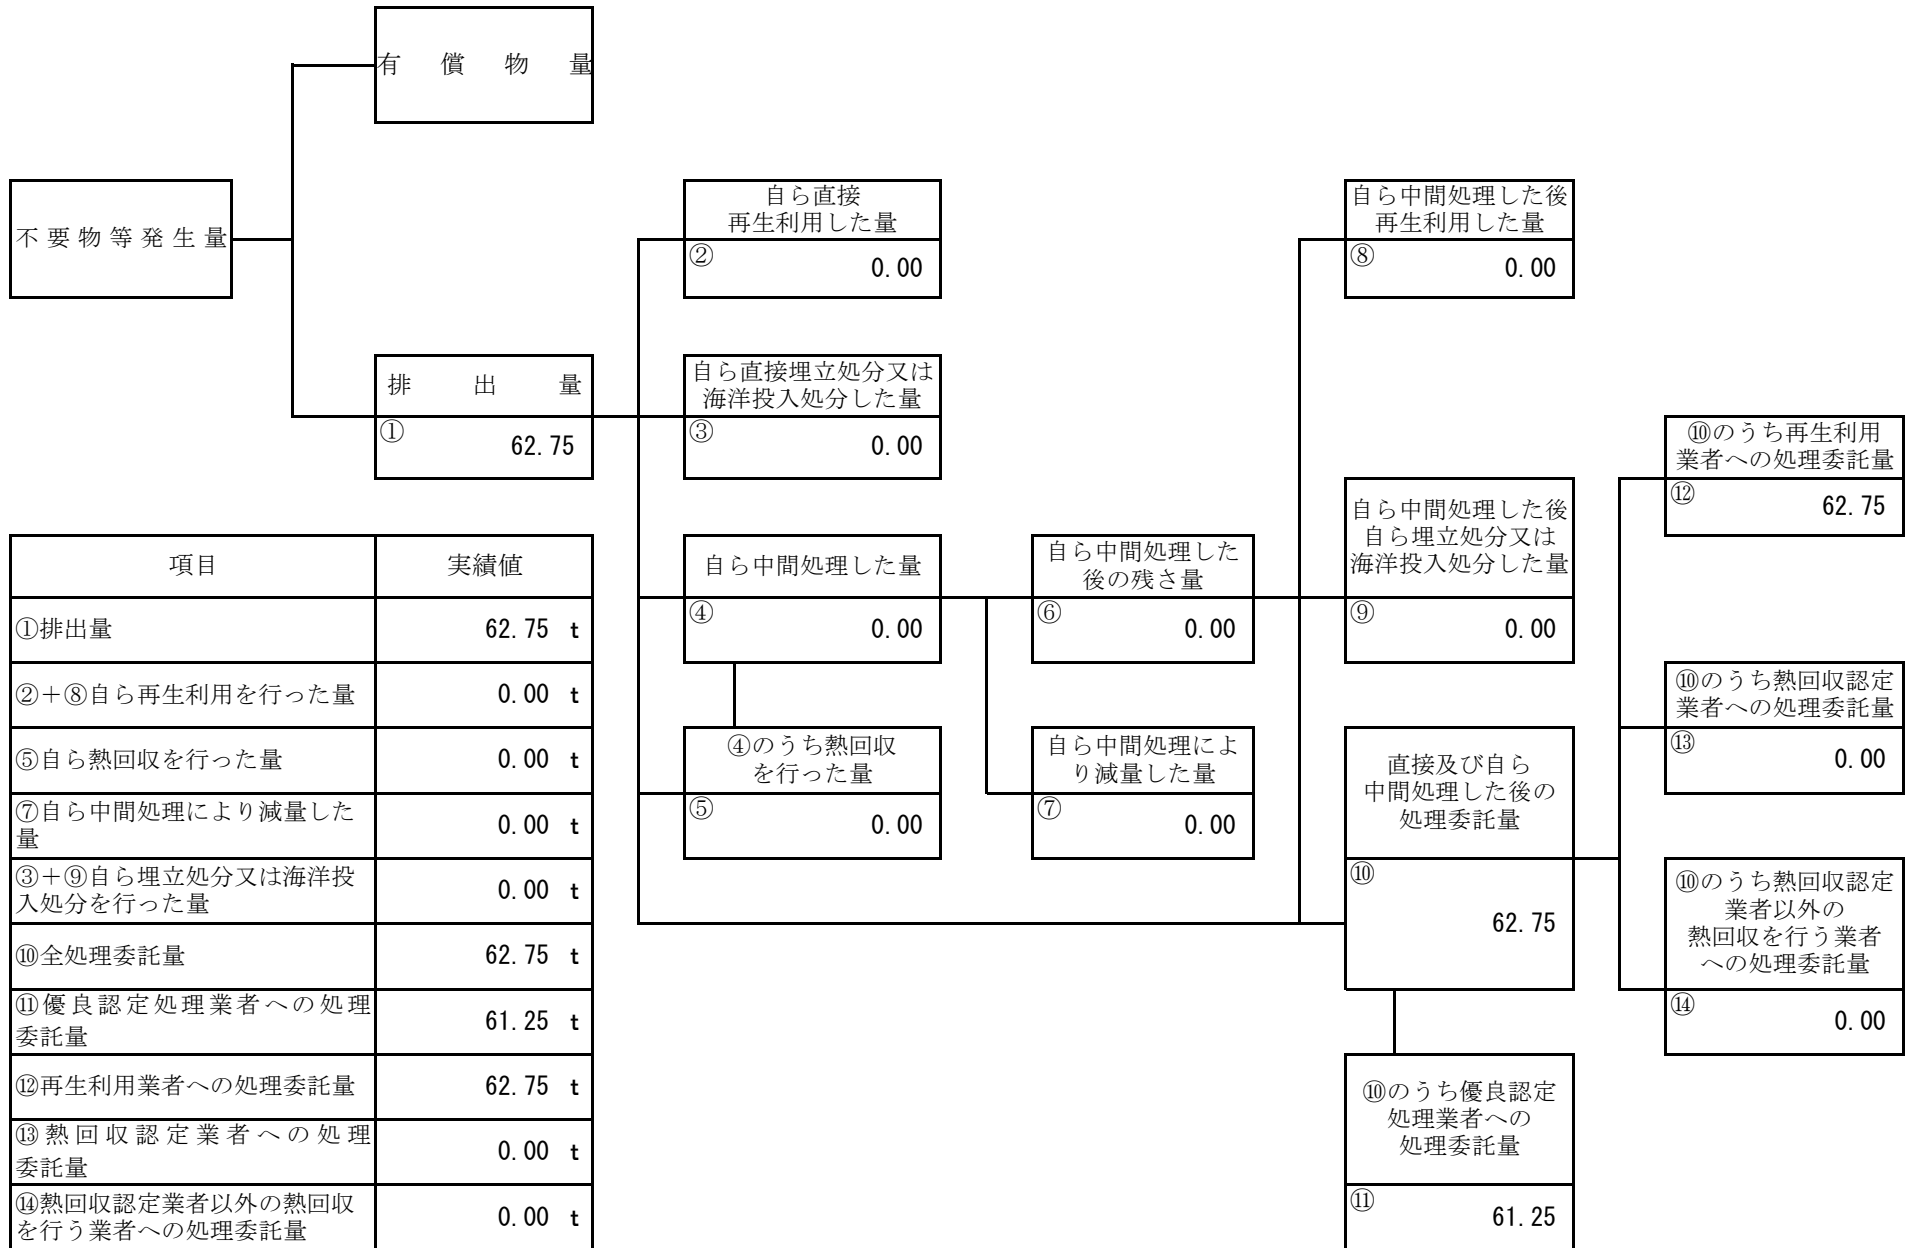 有償物量
不要物等発生量
自ら直接
再生利用した量
② 0.00
自ら中間処理した後
再生利用した量
⑧ 0.00
排出量
① 62.75
自ら直接埋立処分又は
海洋投入処分した量
③ 0.00
⑩のうち再生利用
業者への処理委託量
⑫ 62.75
自ら中間処理した量
④ 0.00
自ら中間処理した
後の残さ量
⑥ 0.00
自ら中間処理した後
自ら埋立処分又は
海洋投入処分した量
⑨ 0.00
⑩のうち熱回収認定
業者への処理委託量
⑬ 0.00
④のうち熱回収
を行った量
⑤ 0.00
自ら中間処理によ
り減量した量
⑦ 0.00
直接及び自ら
中間処理した後の
処理委託量
⑩ 62.75
⑩のうち熱回収認定
業者以外の
熱回収を行う業者
への処理委託量
⑭ 0.00
⑩のうち優良認定
処理業者への
処理委託量
⑪ 61.25
項目 実績値
①排出量 62.75 t
②＋⑧自ら再生利用を行った量 0.00 t
⑤自ら熱回収を行った量 0.00 t
⑦自ら中間処理により減量した
量 0.00 t
③＋⑨自ら埋立処分又は海洋投
入処分を行った量 0.00 t
⑩全処理委託量 62.75 t
⑪優良認定処理業者への処理
委託量 61.25 t
⑫再生利用業者への処理委託量 62.75 t
⑬熱回収認定業者への処理
委託量 0.00 t
⑭熱回収認定業者以外の熱回収
を行う業者への処理委託量 0.00 t